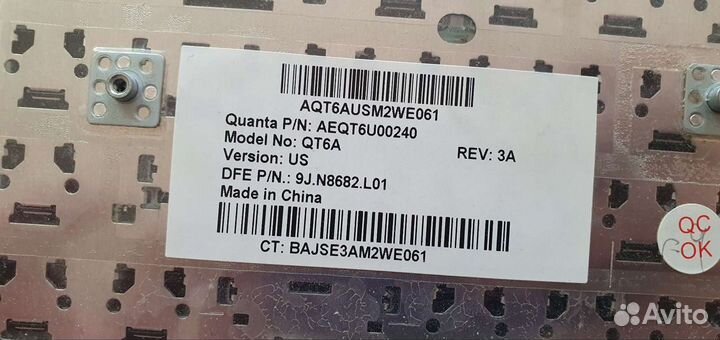 AQT6AUSM2WE061
Quanta P/N: AEQT6U00240
Model No: QT6A
REV: 3A
Version: US
DFE P/N.: 9J.N8682.L01
Made in China
CT: BAJSE3AM2WE061
QC
OK
Avito